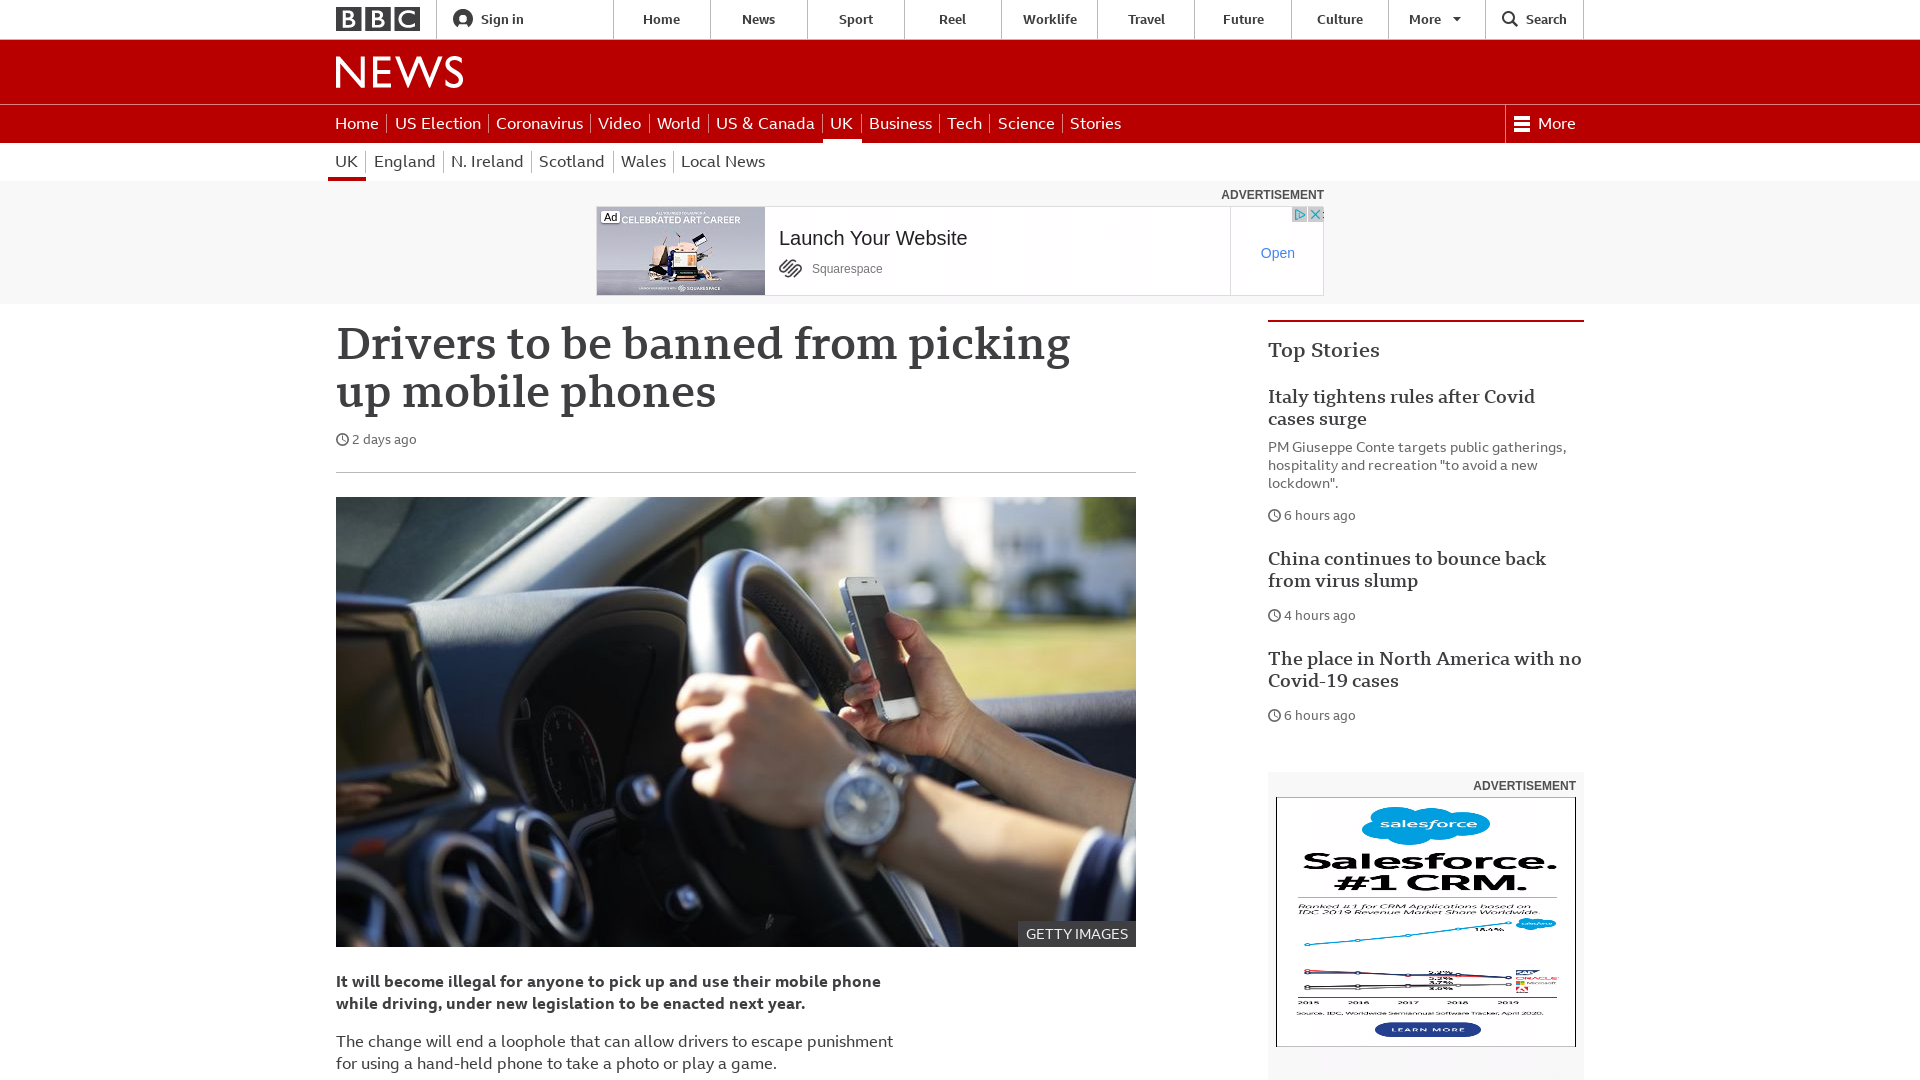 BBC
Sign in
Home
News
Sport
Reel
Worklife
Travel
Future
Culture
More
Search
NEWS
Home
US Election
Coronavirus
Video
World
US & Canada
UK
Business
Tech
Science
Stories
More
UK
England
N. Ireland
Scotland
Wales
Local News
ADVERTISEMENT
Ad
CELEBRATED ART CAREER
SQUARESPACE
Launch Your Website
Squarespace
Open
Drivers to be banned from picking
up mobile phones
2 days ago
GETTY IMAGES
It will become illegal for anyone to pick up and use their mobile phone
while driving, under new legislation to be enacted next year.
The change will end a loophole that can allow drivers to escape punishment
for using a hand-held phone to take a photo or play a game.
Top Stories
Italy tightens rules after Covid
cases surge
PM Giuseppe Conte targets public gatherings,
hospitality and recreation "to avoid a new
lockdown".
6 hours ago
China continues to bounce back
from virus slump
4 hours ago
The place in North America with no
Covid-19 cases
6 hours ago
ADVERTISEMENT
salesforce
Salesforce.
#1 CRM.
Ranked #1 for CRM Applications based on
IDC 2019 Revenue Market Share Worldwide.
salesforce
18.4%
SAP
ORACLE
Microsoft
2015 2016 2017 2018 2019
Source: IDC, Worldwide Semiannual Software Tracker, April 2020.
LEARN MORE